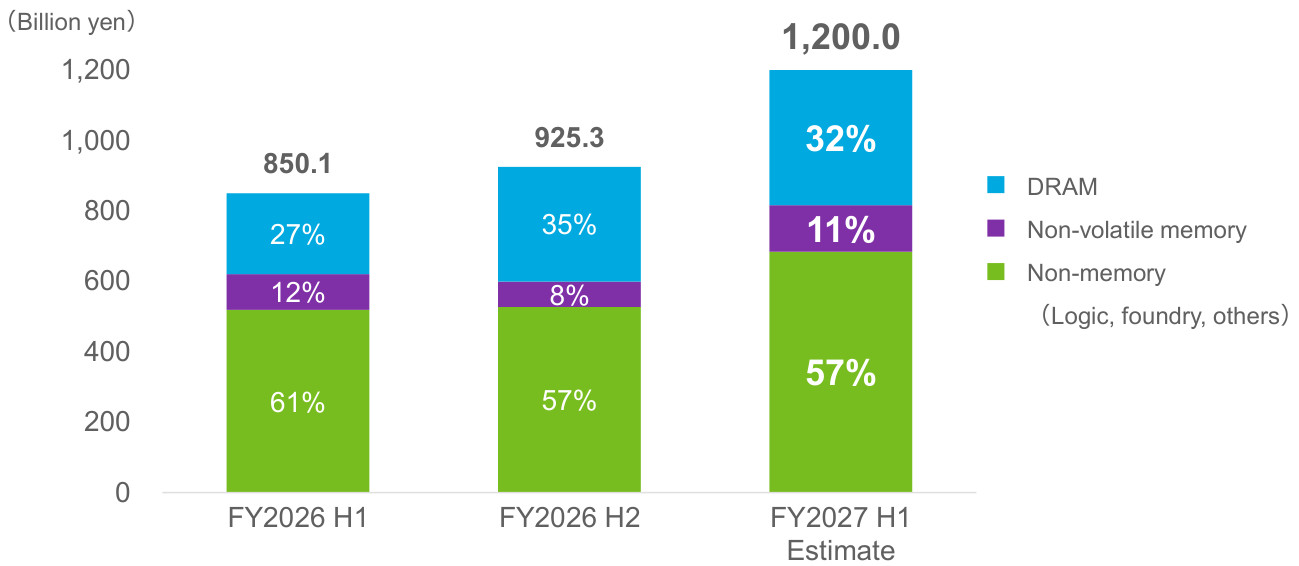 （Billion yen）
1,200
1,000
800
600
400
200
0
850.1
27%
12%
61%
925.3
35%
8%
57%
1,200.0
32%
11%
57%
FY2026 H1
FY2026 H2
FY2027 H1
Estimate
DRAM
Non-volatile memory
Non-memory
（Logic, foundry, others）